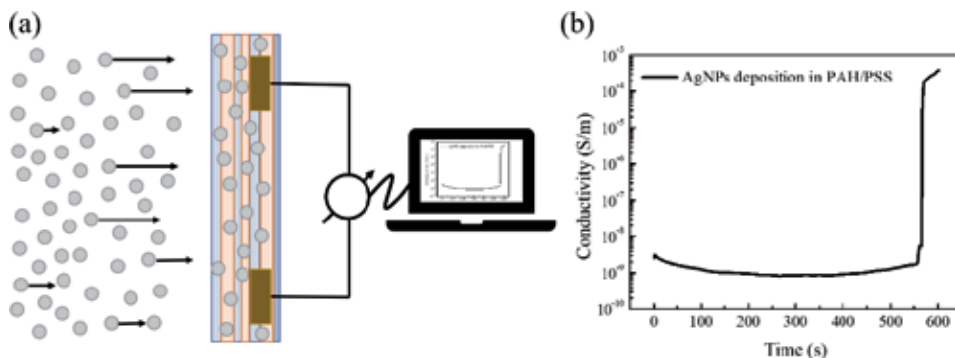 (a)
(b)
10⁻³
10⁻⁴
10⁻⁵
10⁻⁶
10⁻⁷
10⁻⁸
10⁻⁹
10⁻¹⁰
Conductivity (S/m)
AgNPs deposition in PAH/PSS
0 100 200 300 400 500 600
Time (s)